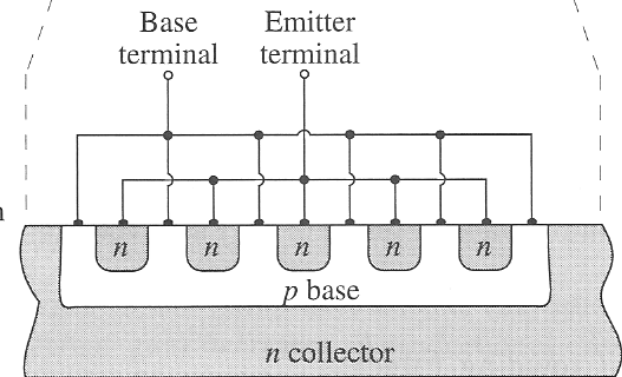 Base Emitter
terminal terminal
n
n n n n n
p base
n collector